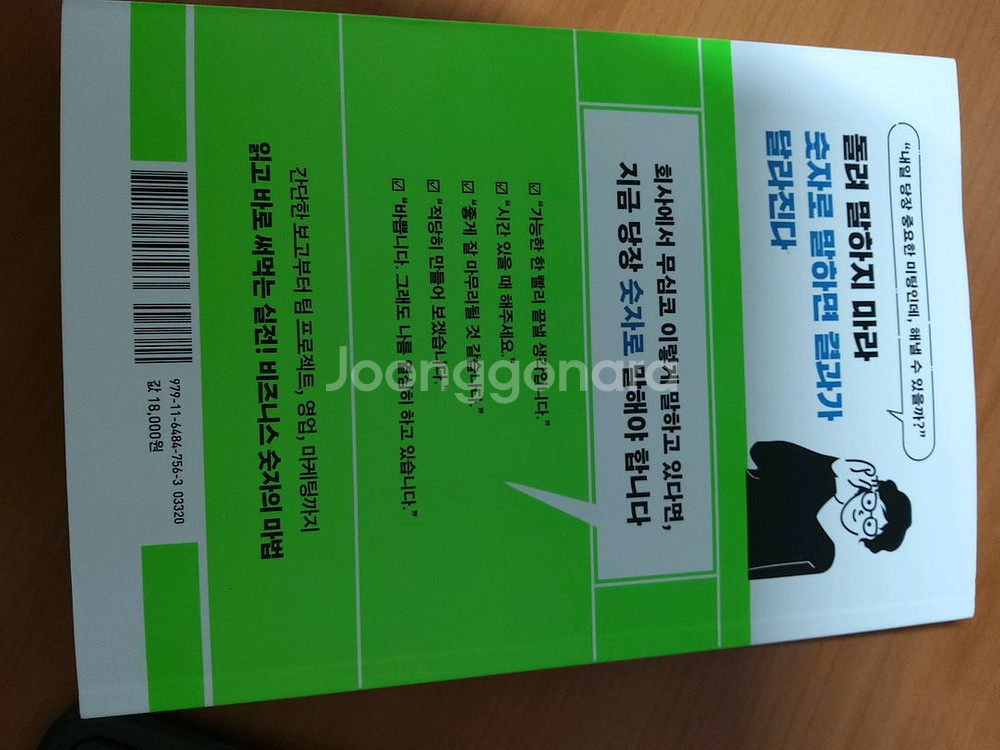 “내일 당장 중요한 미팅인데, 해낼 수 있을까?”
돌려 말하지 마라
숫자로 말하면 결과가
달라진다
회사에서 무심코 이렇게 말하고 있다면,
지금 당장 숫자로 말해야 합니다
☑ “가능한 한 빨리 끝낼 생각입니다.”
☑ “시간 있을 때 해주세요.”
☑ “좋게 잘 마무리될 것 같습니다.”
☑ “적당히 만들어 보겠습니다.”
☑ “바쁩니다. 그래도 나름 열심히 하고 있습니다.”
간단한 보고부터 팀 프로젝트, 영업, 마케팅까지
읽고 바로 써먹는 실전! 비즈니스 숫자의 마법
979-11-6484-756-3 03320
값 18,000원
Joonggonara